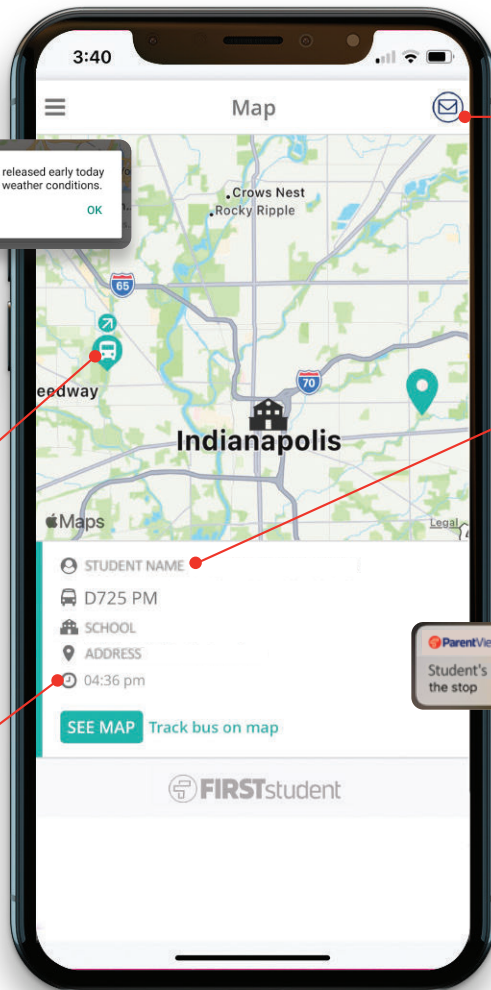 3:40
Map
released early today
weather conditions.
OK
Crows Nest
Rocky Ripple
65
eedway
70
Indianapolis
Maps
Legal
STUDENT NAME
D725 PM
SCHOOL
ADDRESS
04:36 pm
ParentVie
Student's
the stop
SEE MAP Track bus on map
FIRSTstudent